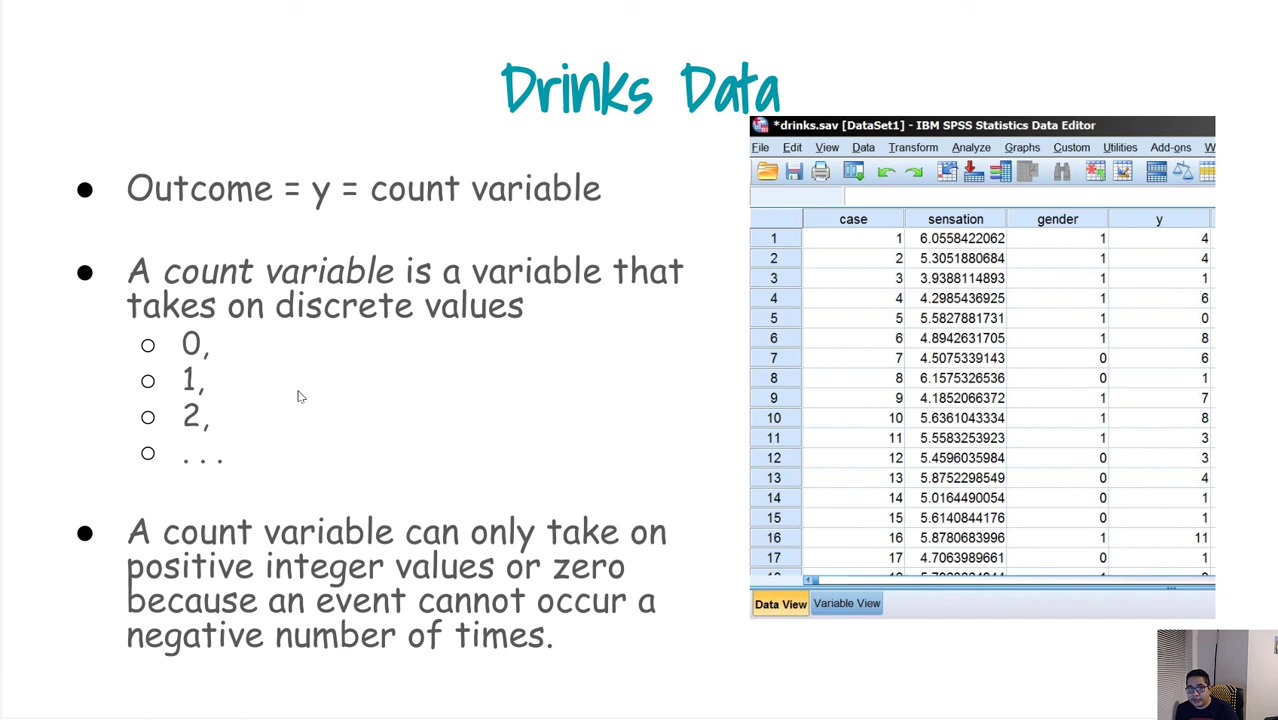 Drinks Data
● Outcome = y = count variable
● A count variable is a variable that
takes on discrete values
○ 0,
○ 1,
○ 2,
○ . . .
● A count variable can only take on
positive integer values or zero
because an event cannot occur a
negative number of times.
*drinks.sav [DataSet1] - IBM SPSS Statistics Data Editor
File Edit View Data Transform Analyze Graphs Custom Utilities Add-ons W
case sensation gender y
1 1 6.0558422062 1 4
2 2 5.3051880684 1 4
3 3 3.9388114893 1 1
4 4 4.2985436925 1 6
5 5 5.5827881731 1 0
6 6 4.8942631705 1 8
7 7 4.5075339143 0 6
8 8 6.1575326536 0 1
9 9 4.1852066372 1 7
10 10 5.6361043334 1 8
11 11 5.5583253923 1 3
12 12 5.4596035984 0 3
13 13 5.8752298549 0 4
14 14 5.0164490054 0 1
15 15 5.6140844176 0 1
16 16 5.8780683996 1 11
17 17 4.7063989661 0 1
Data View Variable View